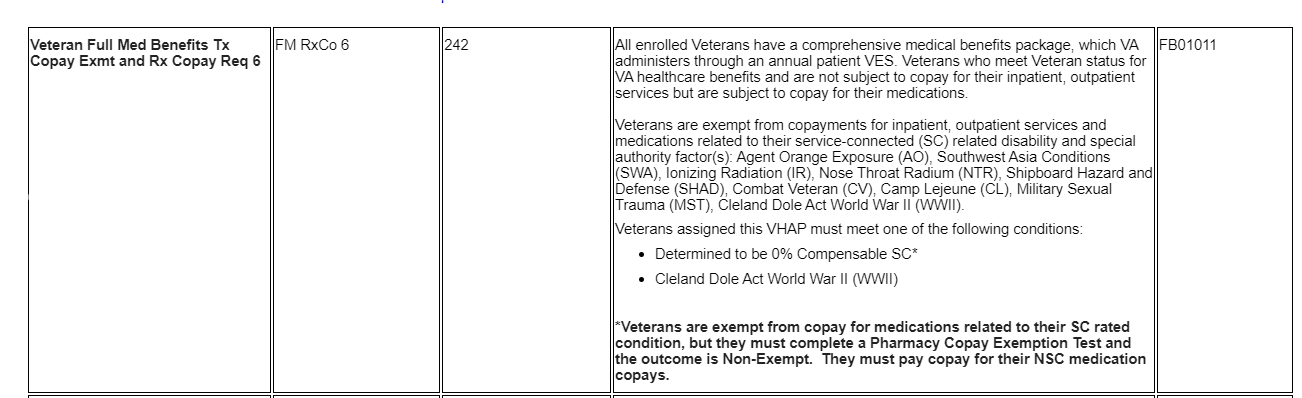 Veteran Full Med Benefits Tx
Copay Exmt and Rx Copay Req 6
FM RxCo 6
242
All enrolled Veterans have a comprehensive medical benefits package, which VA
administers through an annual patient VES. Veterans who meet Veteran status for
VA healthcare benefits and are not subject to copay for their inpatient, outpatient
services but are subject to copay for their medications.
Veterans are exempt from copayments for inpatient, outpatient services and
medications related to their service-connected (SC) related disability and special
authority factor(s): Agent Orange Exposure (AO), Southwest Asia Conditions
(SWA), Ionizing Radiation (IR), Nose Throat Radium (NTR), Shipboard Hazard and
Defense (SHAD), Combat Veteran (CV), Camp Lejeune (CL), Military Sexual
Trauma (MST), Cleland Dole Act World War II (WWII).
Veterans assigned this VHAP must meet one of the following conditions:
• Determined to be 0% Compensable SC*
• Cleland Dole Act World War II (WWII)
*Veterans are exempt from copay for medications related to their SC rated
condition, but they must complete a Pharmacy Copay Exemption Test and
the outcome is Non-Exempt.  They must pay copay for their NSC medication
copays.
FB01011